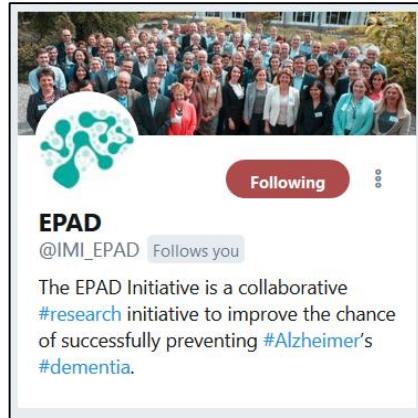 Following
EPAD
@IMI_EPAD Follows you
The EPAD Initiative is a collaborative
#research initiative to improve the chance
of successfully preventing #Alzheimer's
#dementia.